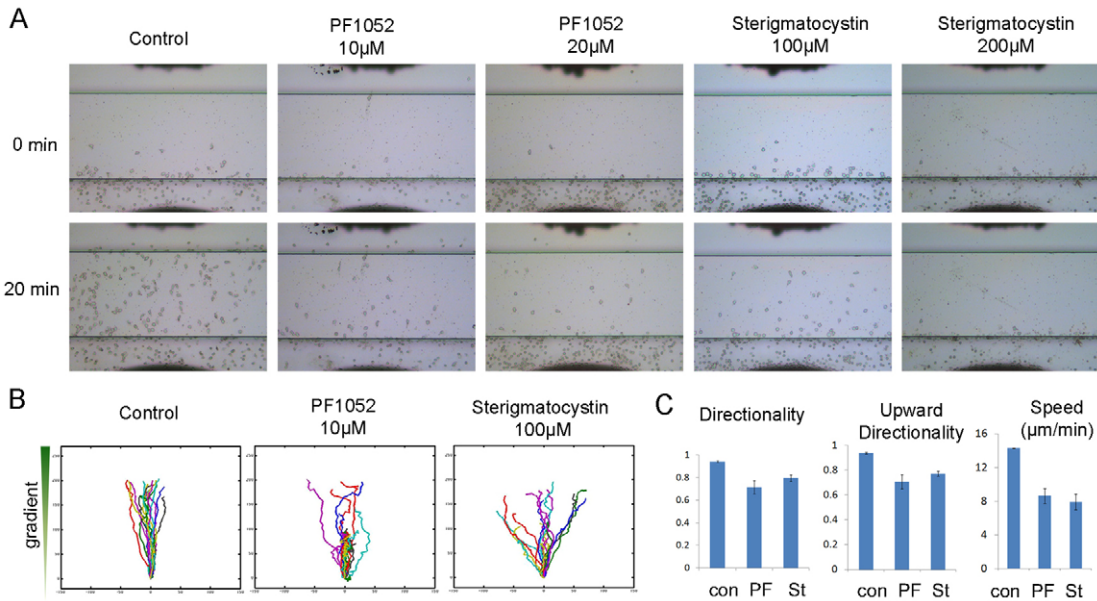 A
Control
PF1052
10µM
PF1052
20µM
Sterigmatocystin
100µM
Sterigmatocystin
200µM
0 min
20 min
B
Control
PF1052
10µM
Sterigmatocystin
100µM
gradient
C
Directionality
1
0.8
0.6
0.4
0.2
0
con PF St
Upward
Directionality
1
0.8
0.6
0.4
0.2
0
con PF St
Speed
(µm/min)
16
12
8
4
0
con PF St